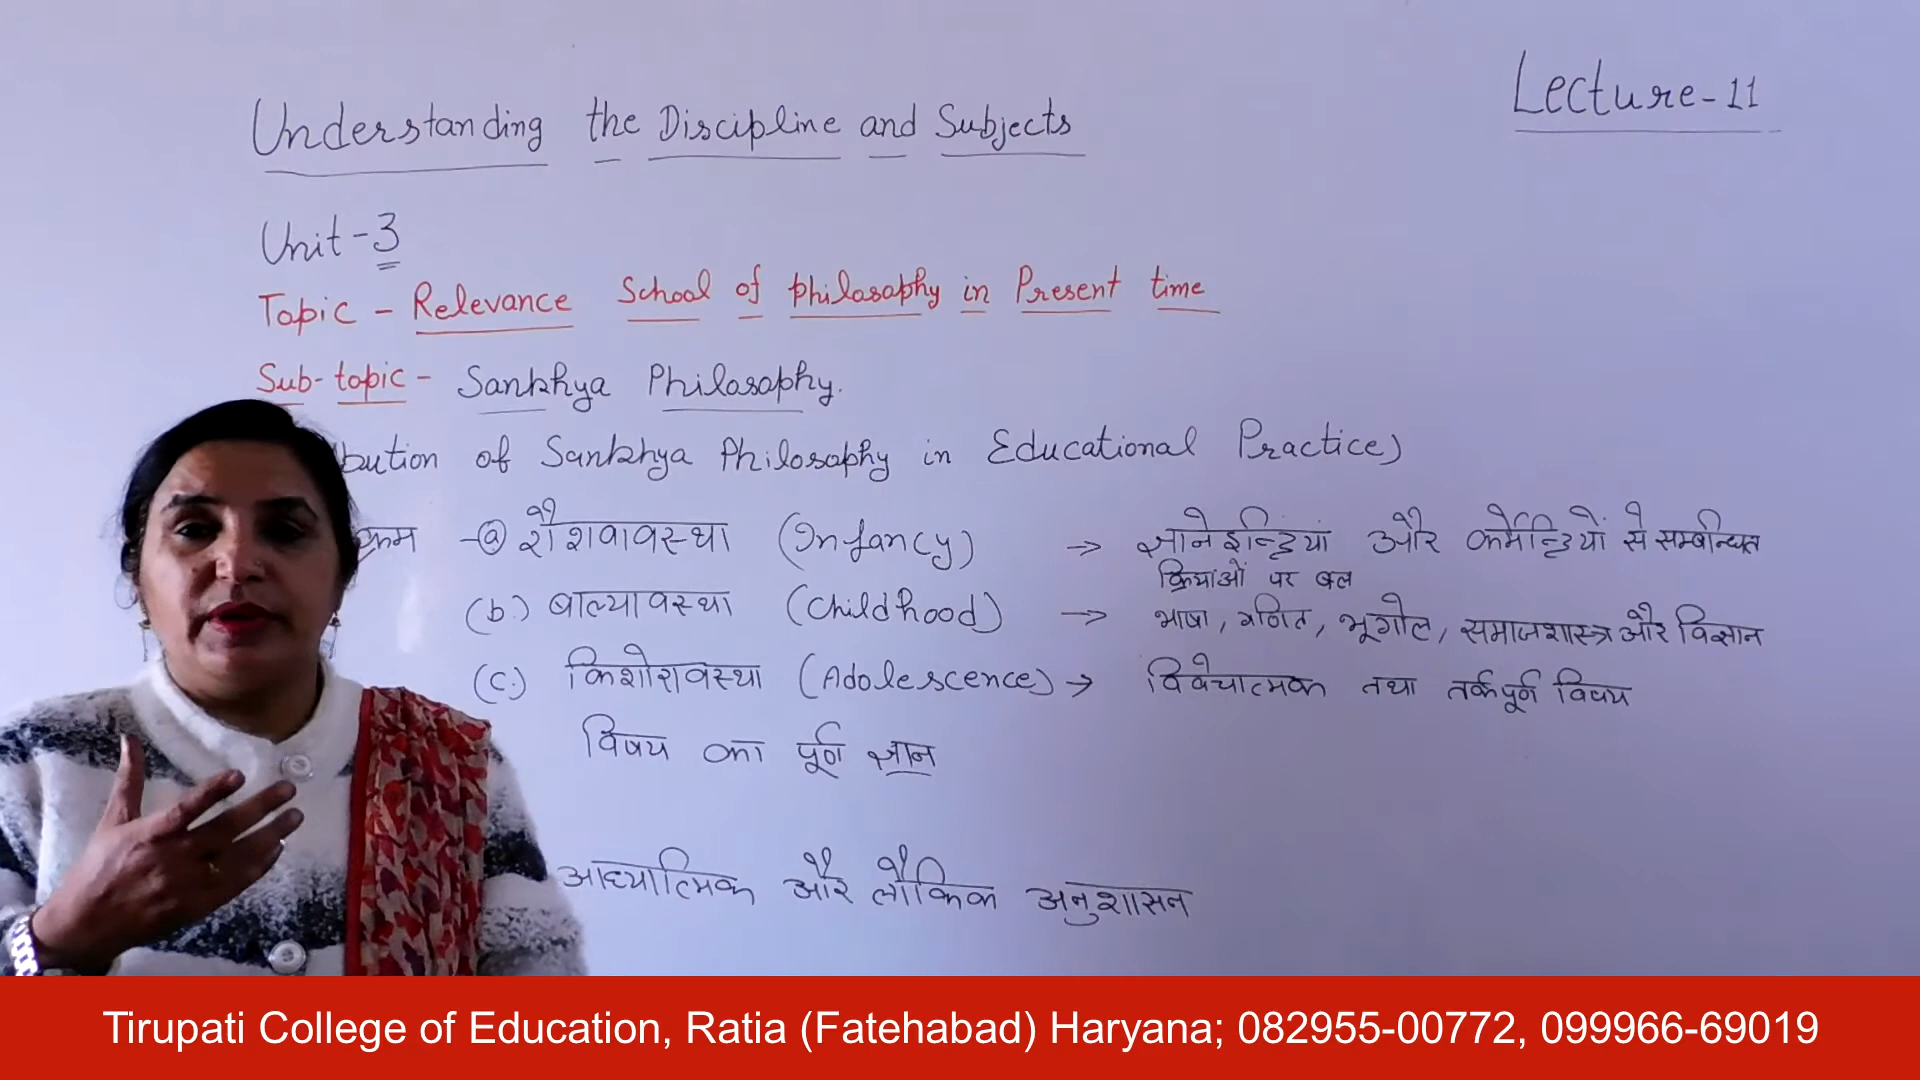 Lecture-11
Understanding the Discipline and Subjects
Unit-3
Topic - Relevance School of Philosophy in Present time
Sub-topic - Sankhya Philosophy.
bution of Sankhya Philosophy in Educational Practice)
क्रम -ⓐ शैशवावस्था (Infancy) → ज्ञानेइन्द्रियां और कर्मेन्द्रियों से सम्बन्धित
क्रियांओं पर बल
(b.) बाल्यावस्था (Childhood) → भाषा, गणित, भूगोल, समाजशास्त्र और विज्ञान
(C.) किशोरावस्था (Adolescence) → विवेचात्मक तथा तर्कपूर्ण विषय
विषय का पूर्ण ज्ञान
आध्यात्मिक और लौकिक अनुशासन
Tirupati College of Education, Ratia (Fatehabad) Haryana; 082955-00772, 099966-69019